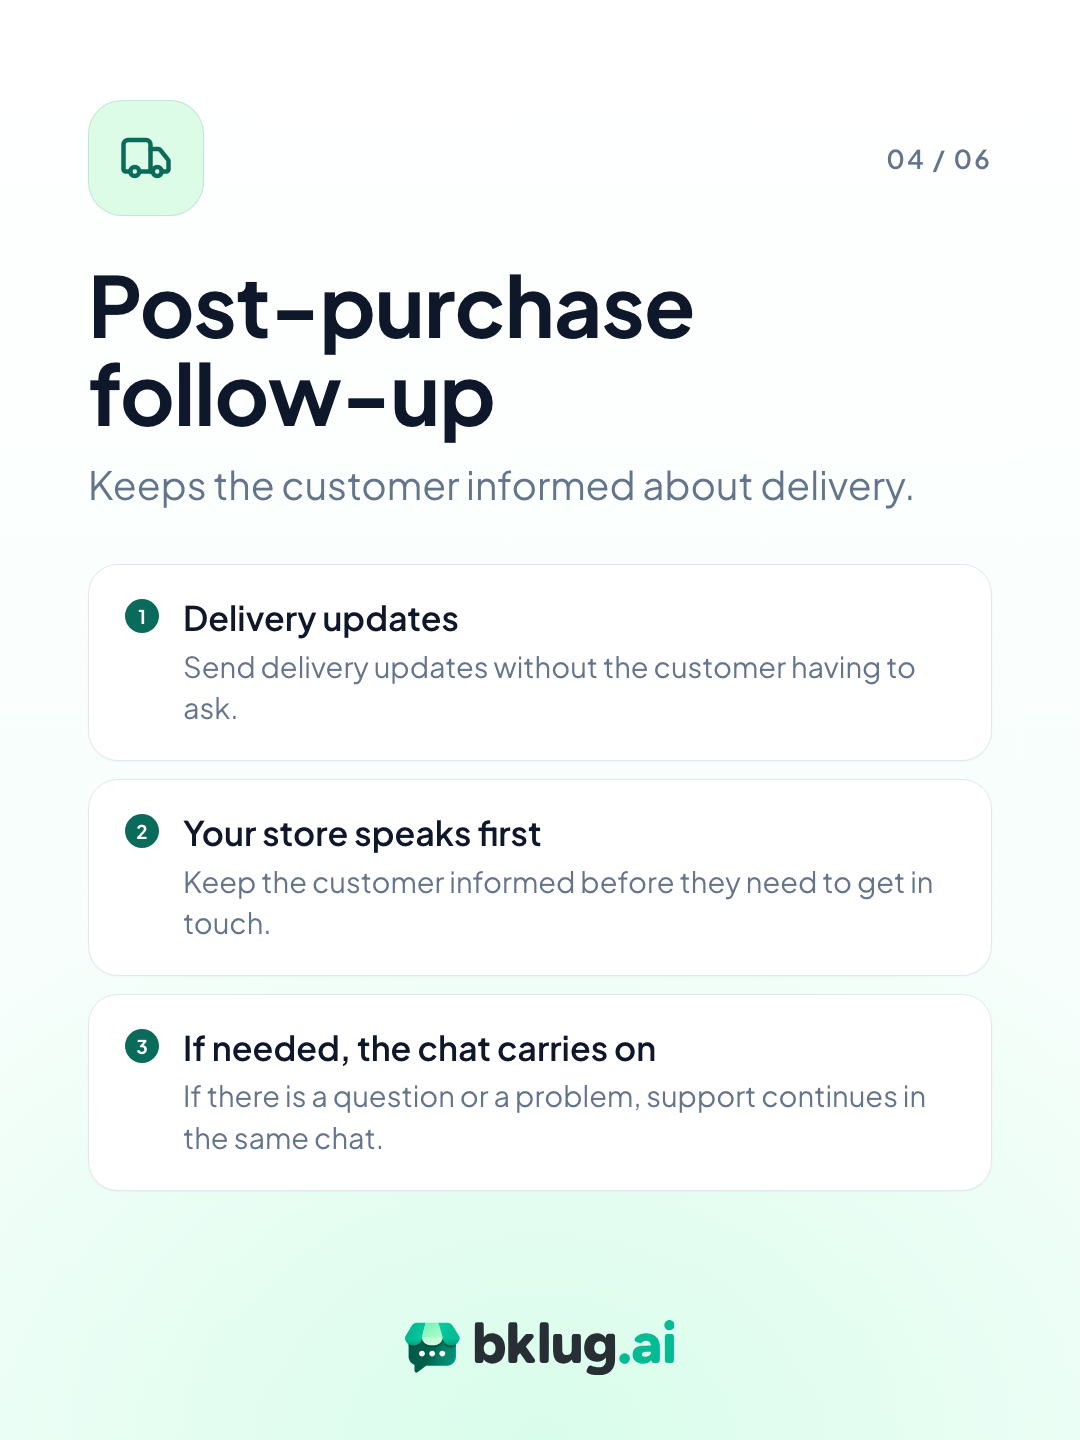 04 / 06
Post-purchase
follow-up
Keeps the customer informed about delivery.
1 Delivery updates
Send delivery updates without the customer having to
ask.
2 Your store speaks first
Keep the customer informed before they need to get in
touch.
3 If needed, the chat carries on
If there is a question or a problem, support continues in
the same chat.
bklug.ai